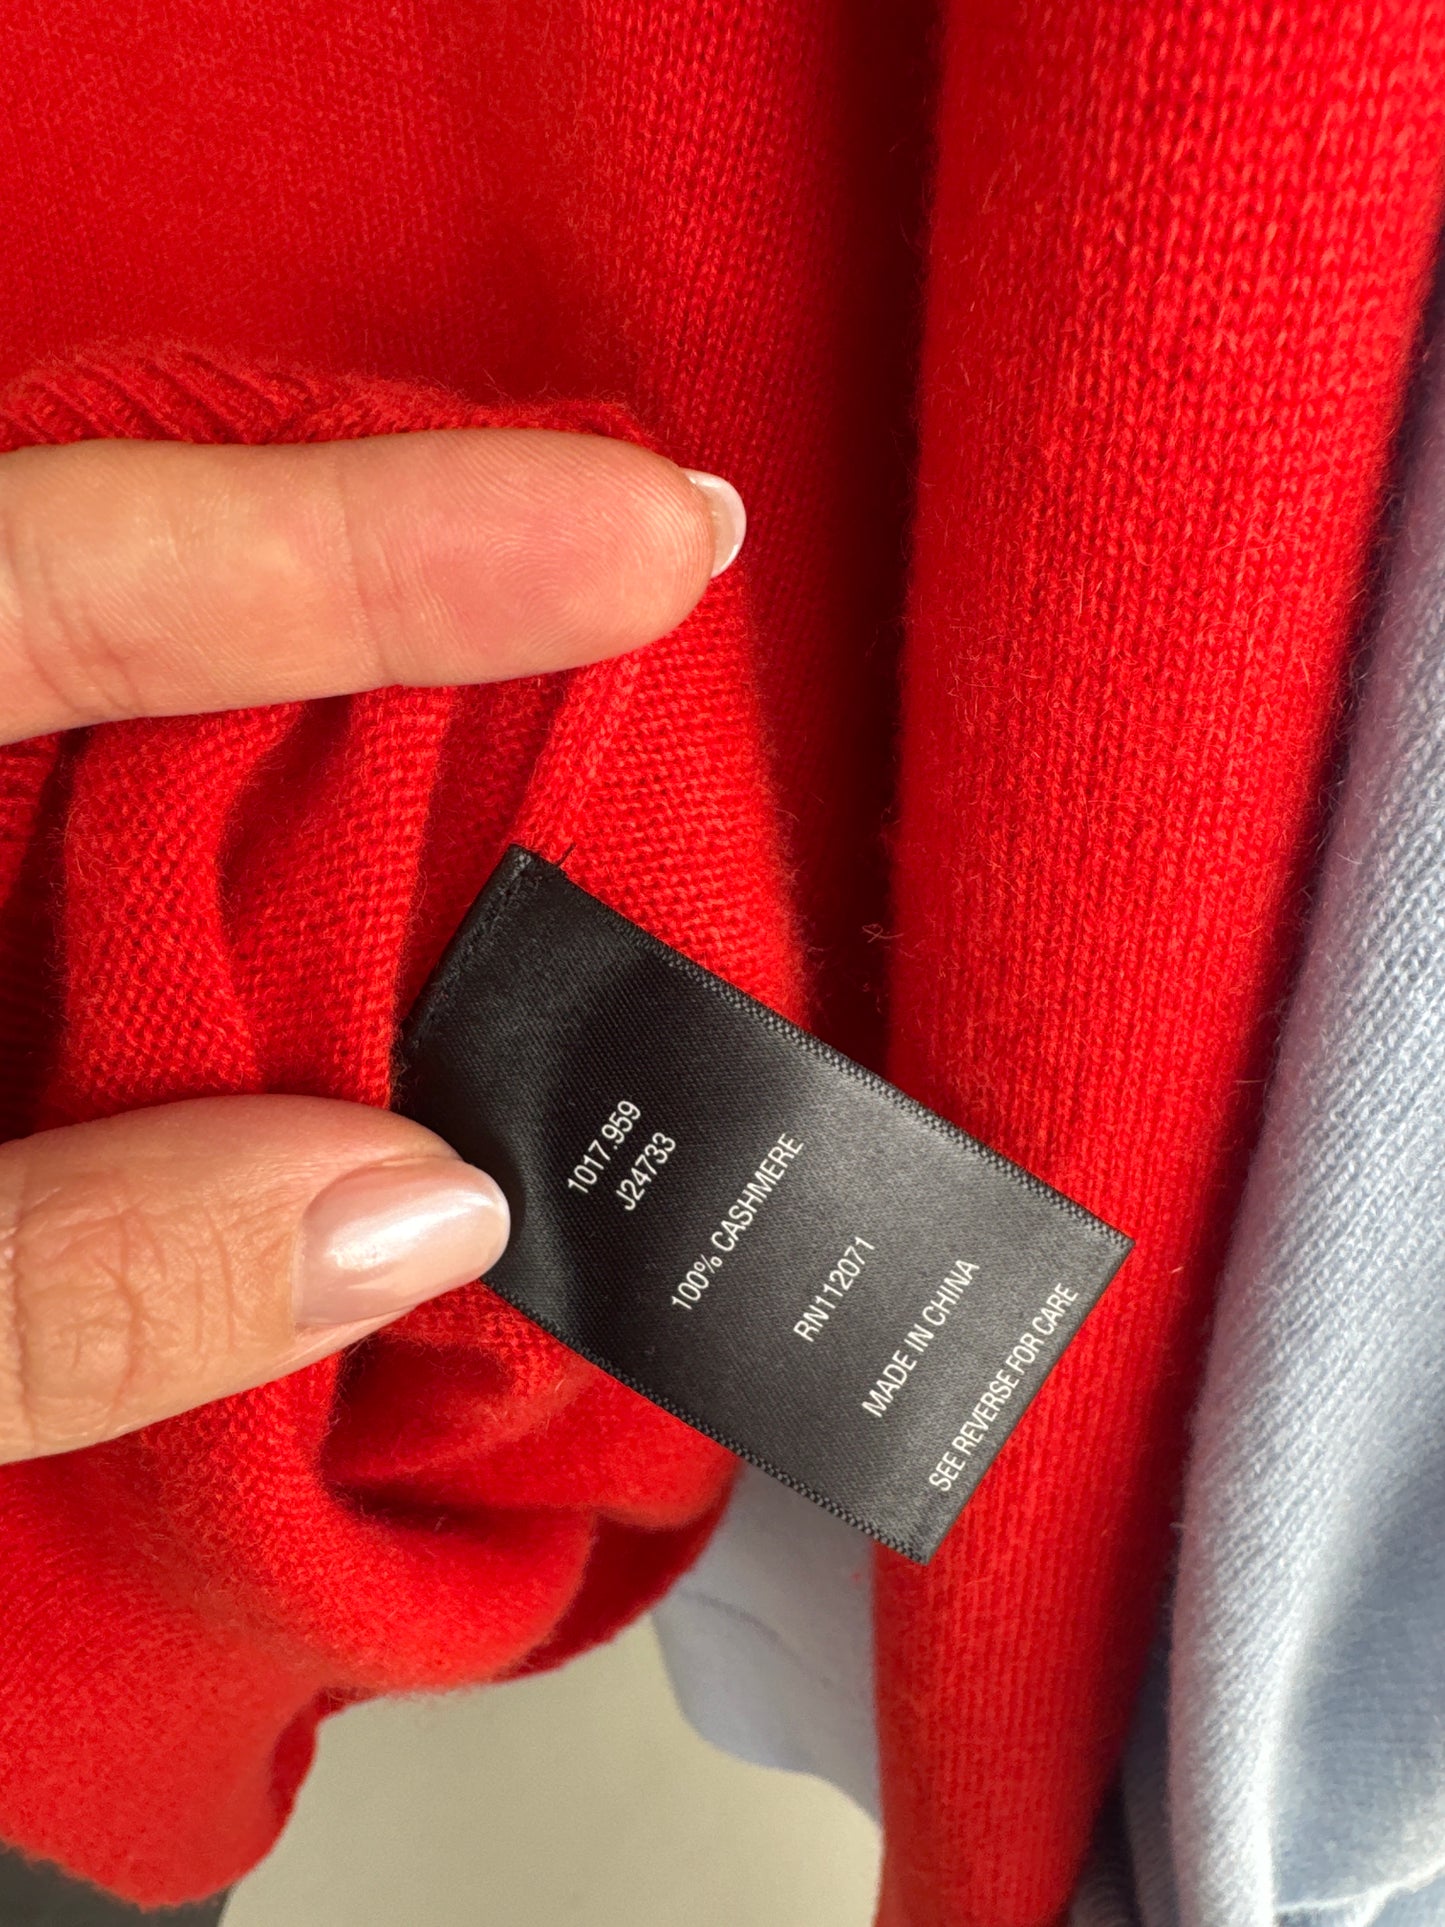 1017.959
J24733
100% CASHMERE
RN112071
MADE IN CHINA
SEE REVERSE FOR CARE